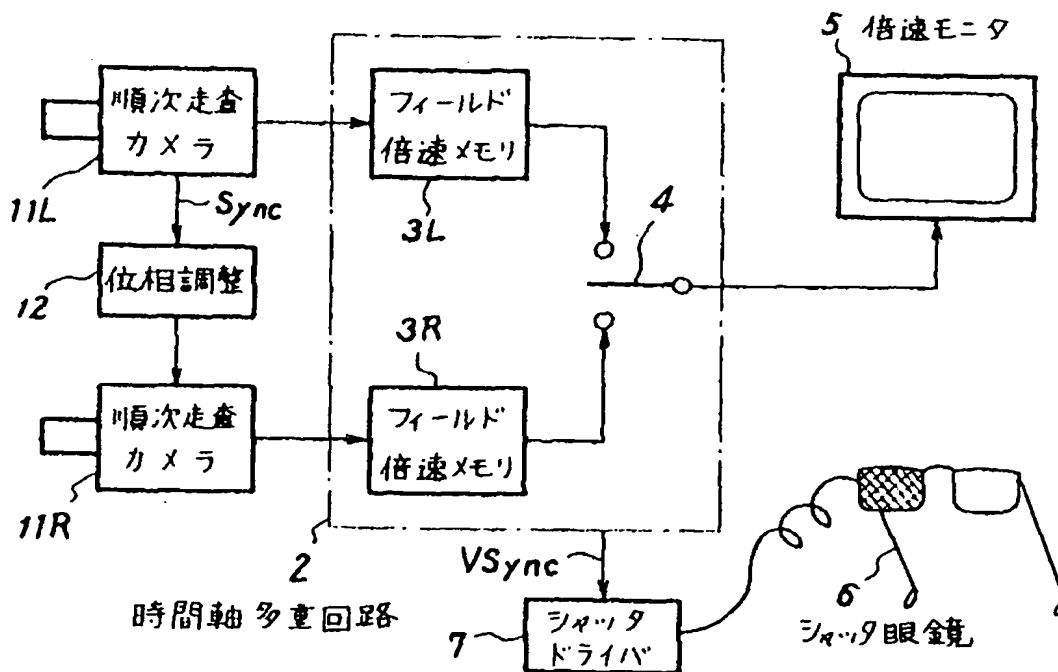 5 倍速モニタ
順次走査
カメラ
11L
Sync
フィールド
倍速メモリ
3L
4
位相調整
12
3R
順次走査
カメラ
11R
フィールド
倍速メモリ
2
時間軸多重回路
VSync
7
シャッタ
ドライバ
6
シャッタ眼鏡